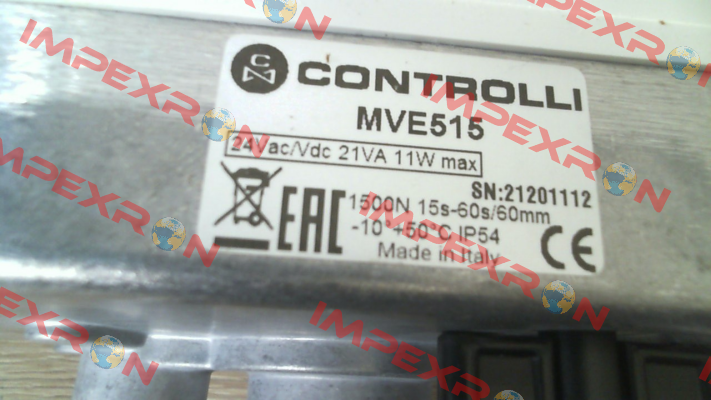 CONTROLLI
MVE515
24Vac/Vdc 21VA 11W max
SN:21201112
EAC 1500N 15s-60s/60mm
-10°+50°C IP54
Made in Italy
CE
IMPEXRON
IMPEXRON
IMPEXRON
IMPEXRON
IMPEXRON